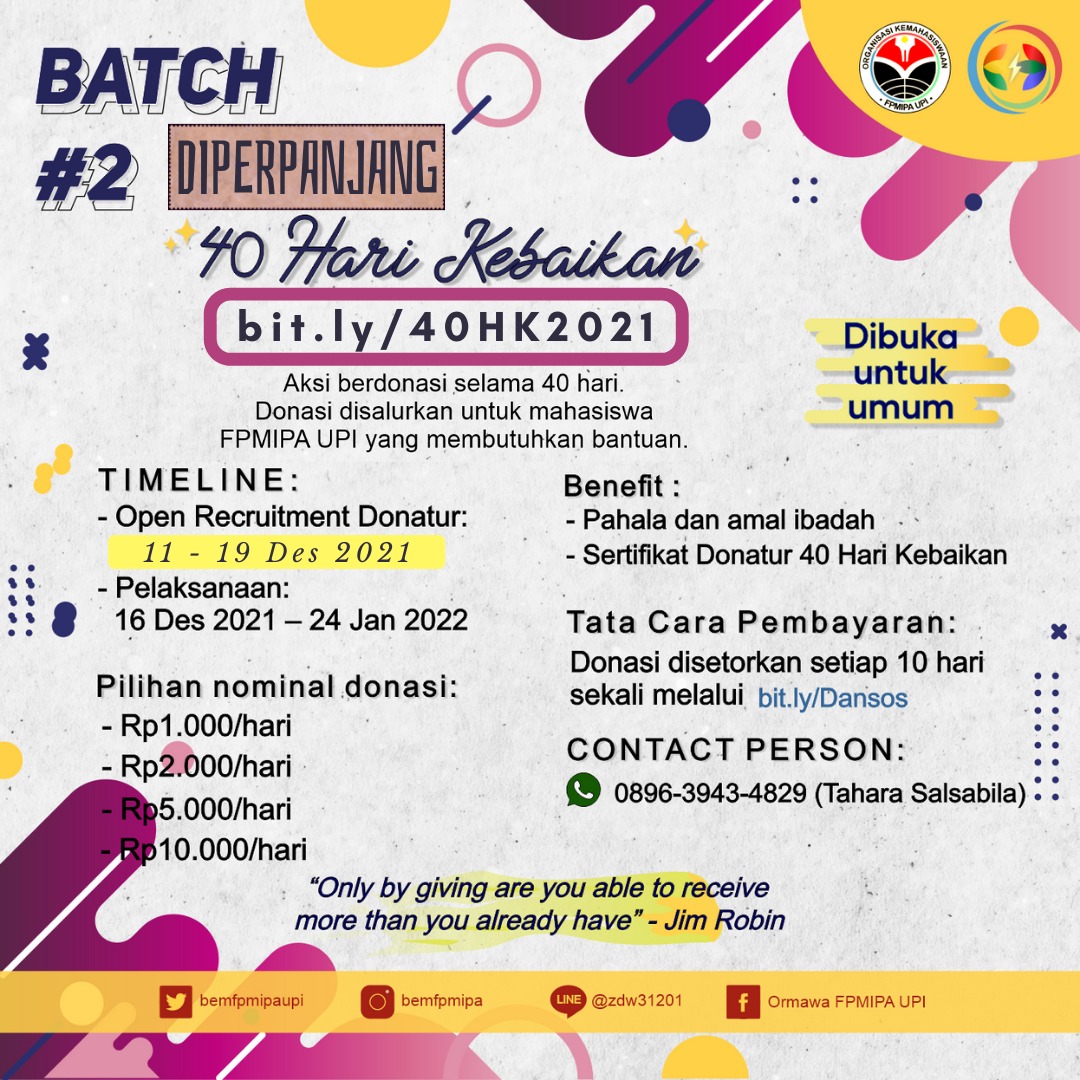 ORGANISASI KEMAHASISWAAN
• FPMIPA UPI •
BATCH
#2
DIPERPANJANG
40 Hari Kebaikan
bit.ly/40HK2021
Dibuka
untuk
umum
Aksi berdonasi selama 40 hari.
Donasi disalurkan untuk mahasiswa
FPMIPA UPI yang membutuhkan bantuan.
TIMELINE:
- Open Recruitment Donatur:
11 - 19 Des 2021
- Pelaksanaan:
16 Des 2021 – 24 Jan 2022
Pilihan nominal donasi:
- Rp1.000/hari
- Rp2.000/hari
- Rp5.000/hari
- Rp10.000/hari
Benefit :
- Pahala dan amal ibadah
- Sertifikat Donatur 40 Hari Kebaikan
Tata Cara Pembayaran:
Donasi disetorkan setiap 10 hari
sekali melalui bit.ly/Dansos
CONTACT PERSON:
0896-3943-4829 (Tahara Salsabila)
“Only by giving are you able to receive
more than you already have” - Jim Robin
bemfpmipaupi
bemfpmipa
LINE @zdw31201
Ormawa FPMIPA UPI